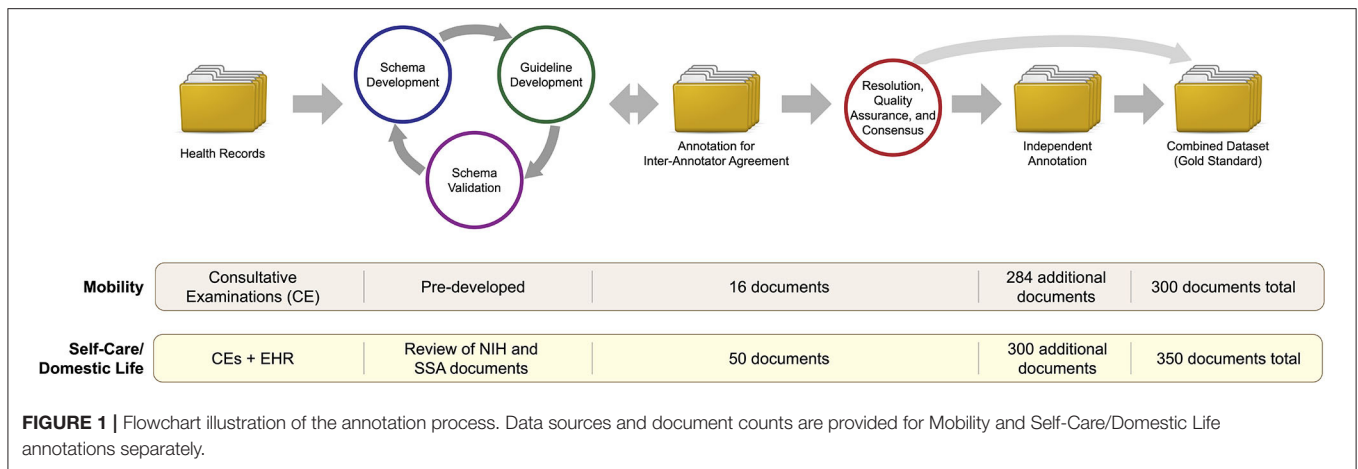 Health Records
Schema
Development
Guideline
Development
Schema
Validation
Annotation for
Inter-Annotator Agreement
Resolution,
Quality
Assurance, and
Consensus
Independent
Annotation
Combined Dataset
(Gold Standard)
Mobility
Consultative
Examinations (CE)
Pre-developed
16 documents
284 additional
documents
300 documents total
Self-Care/
Domestic Life
CEs + EHR
Review of NIH and
SSA documents
50 documents
300 additional
documents
350 documents total
FIGURE 1 | Flowchart illustration of the annotation process. Data sources and document counts are provided for Mobility and Self-Care/Domestic Life
annotations separately.